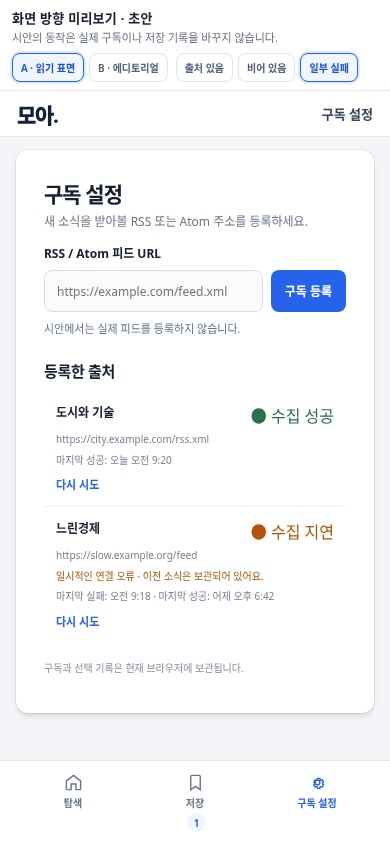 화면 방향 미리보기 · 초안
시안의 동작은 실제 구독이나 저장 기록을 바꾸지 않습니다.
A · 읽기 표면 B · 에디토리얼 출처 있음 비어 있음 일부 실패
모아. 구독 설정
구독 설정
새 소식을 받아볼 RSS 또는 Atom 주소를 등록하세요.
RSS / Atom 피드 URL
https://example.com/feed.xml 구독 등록
시안에서는 실제 피드를 등록하지 않습니다.
등록한 출처
도시와 기술 수집 성공
https://city.example.com/rss.xml
마지막 성공: 오늘 오전 9:20
다시 시도
느린경제 수집 지연
https://slow.example.org/feed
일시적인 연결 오류 · 이전 소식은 보관되어 있어요.
마지막 실패: 오전 9:18 · 마지막 성공: 어제 오후 6:42
다시 시도
구독과 선택 기록은 현재 브라우저에 보관됩니다.
탐색 저장 구독 설정
1